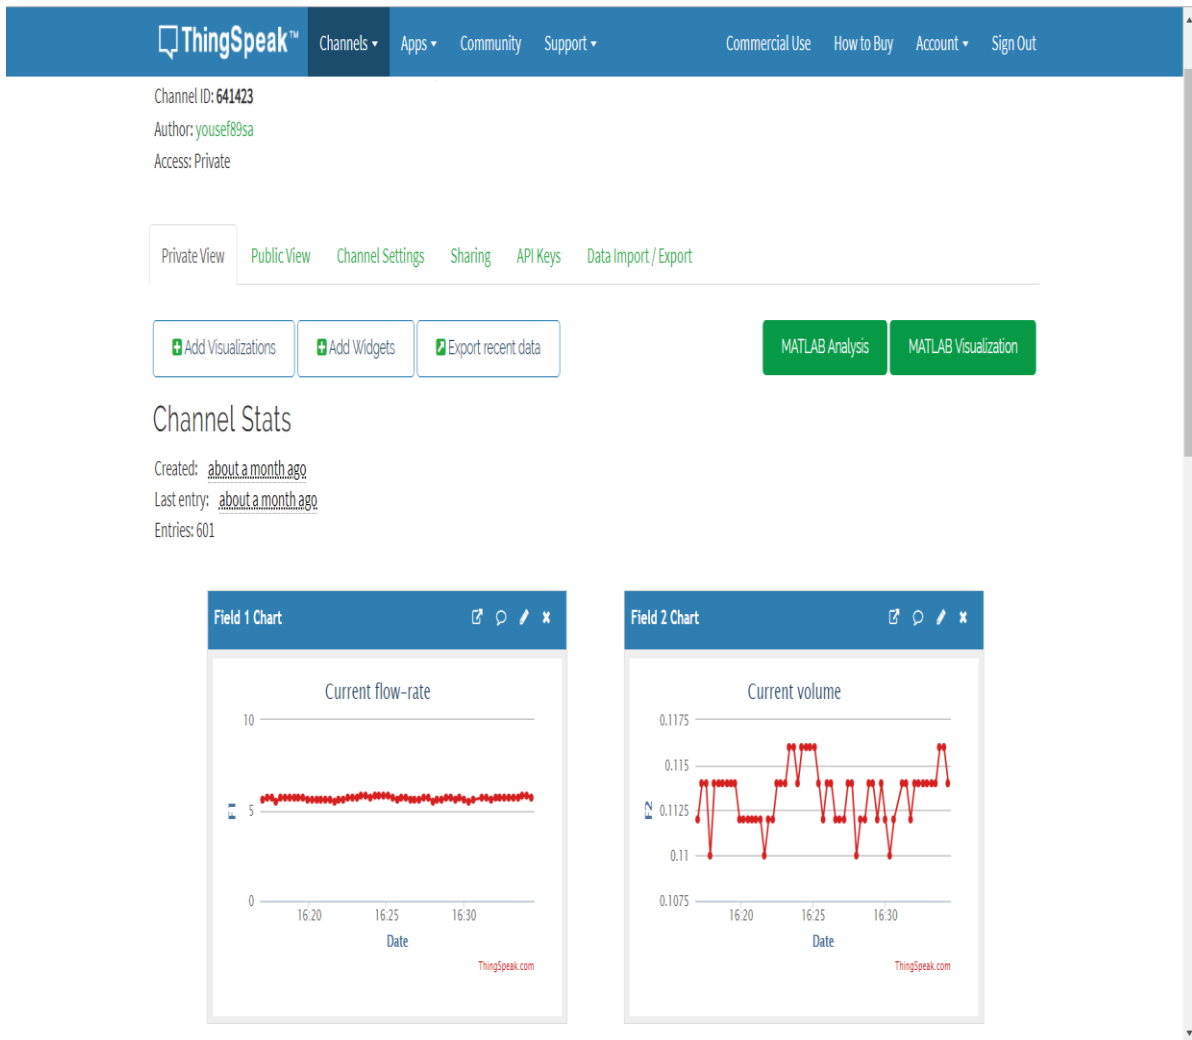 ThingSpeak™ Channels Apps Community Support Commercial Use How to Buy Account Sign Out
Channel ID: 641423
Author: yousef89sa
Access: Private
Private View Public View Channel Settings Sharing API Keys Data Import / Export
Add Visualizations Add Widgets Export recent data MATLAB Analysis MATLAB Visualization
Channel Stats
Created: about a month ago
Last entry: about a month ago
Entries: 601
Field 1 Chart
Current flow-rate
10
5
0
F1
16:20 16:25 16:30
Date
ThingSpeak.com
Field 2 Chart
Current volume
0.1175
0.115
0.1125
0.11
0.1075
F2
16:20 16:25 16:30
Date
ThingSpeak.com